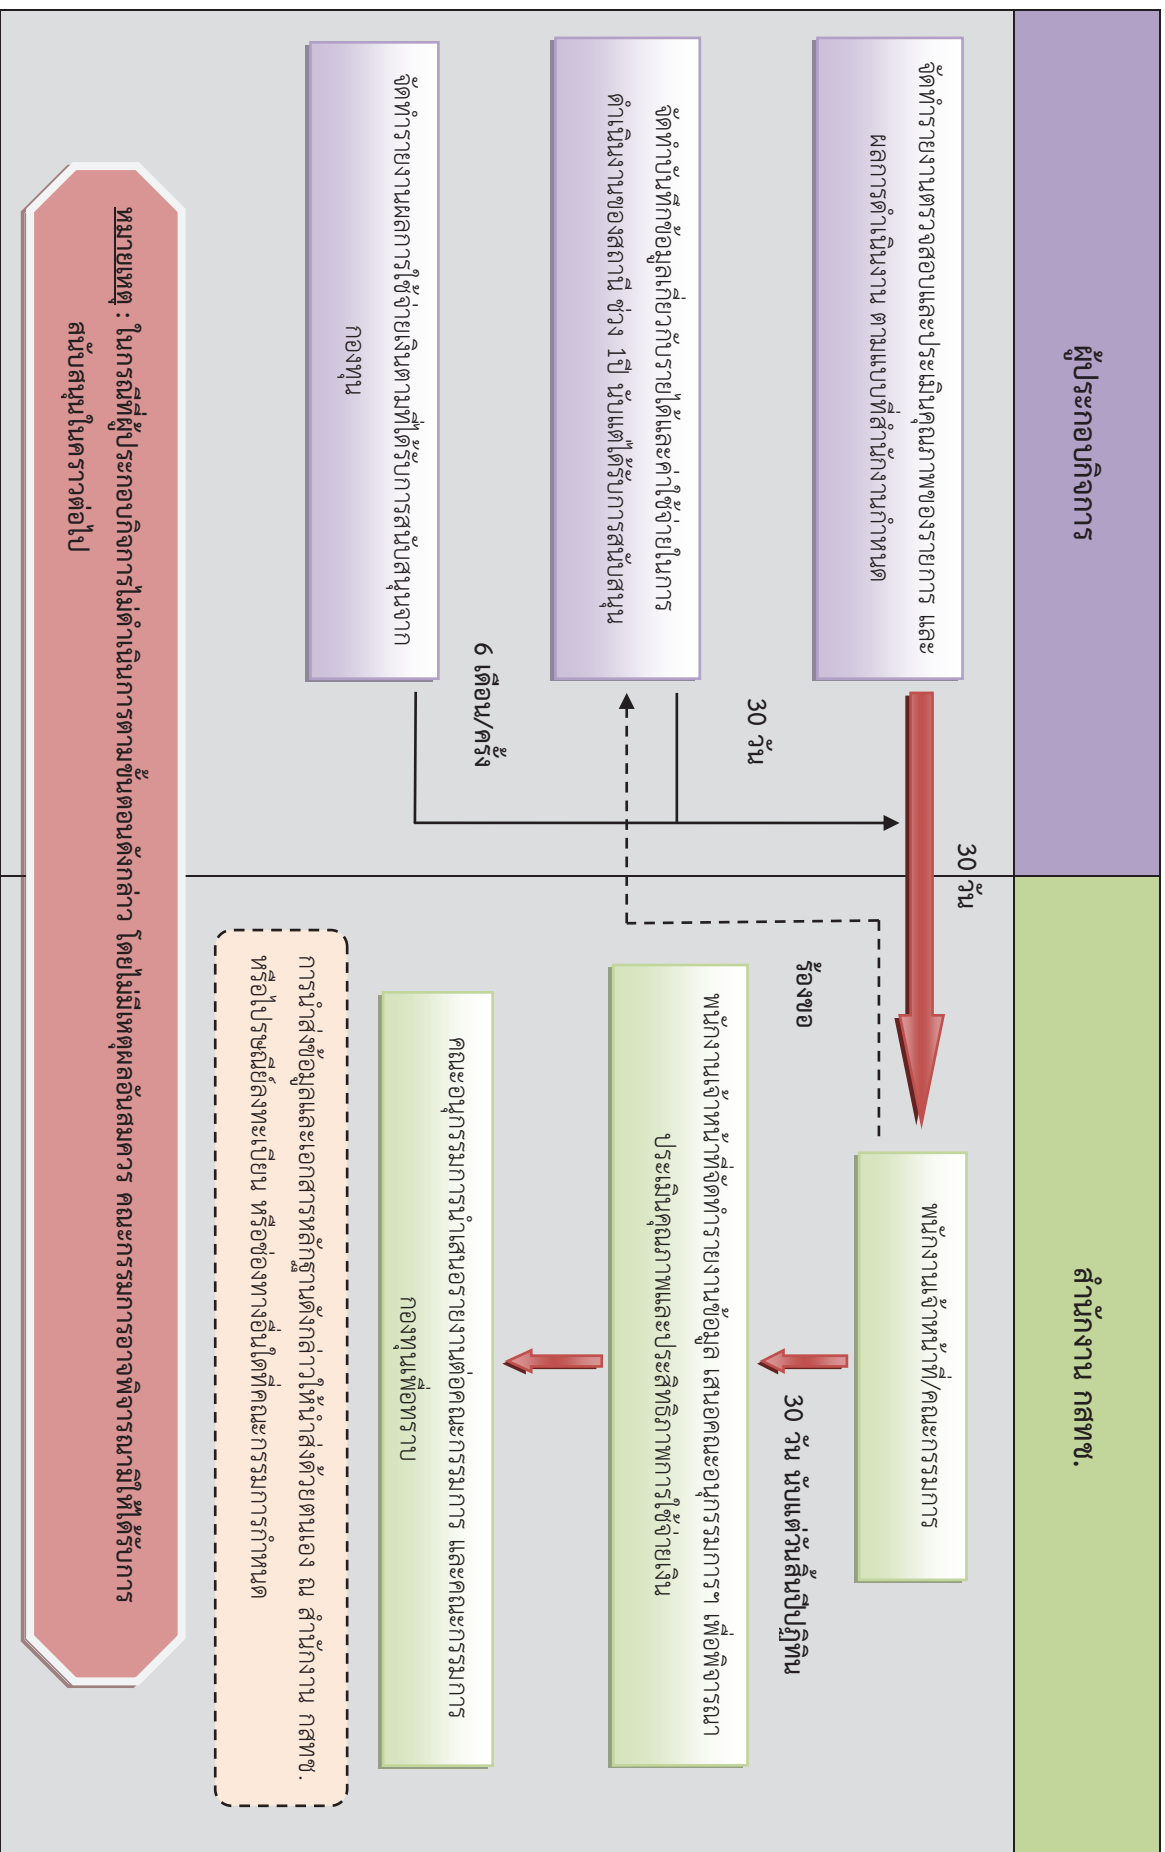 ผู้ประกอบกิจการ
สำนักงาน กสทช.
จัดทำรายงานตรวจสอบและประเมินคุณภาพของรายการ และ
ผลการดำเนินงาน ตามแบบที่สำนักงานกำหนด
30 วัน
พนักงานเจ้าหน้าที่/คณะกรรมการ
จัดทำบันทึกข้อมูลเกี่ยวกับรายได้และค่าใช้จ่ายในการ
ดำเนินงานของสถานี ช่วง 1ปี นับแต่ได้รับการสนับสนุน
30 วัน
ร้องขอ
30 วัน นับแต่วันสิ้นปีปฏิทิน
พนักงานเจ้าหน้าที่จัดทำรายงานข้อมูล เสนอคณะอนุกรรมการฯ เพื่อพิจารณา
ประเมินคุณภาพและประสิทธิภาพการใช้จ่ายเงิน
จัดทำรายงานผลการใช้จ่ายเงินตามที่ได้รับการสนับสนุนจาก
กองทุน
6 เดือน/ครั้ง
คณะอนุกรรมการนำเสนอรายงานต่อคณะกรรมการ และคณะกรรมการ
กองทุนเพื่อทราบ
การนำส่งข้อมูลและเอกสารหลักฐานดังกล่าวให้นำส่งด้วยตนเอง ณ สำนักงาน กสทช.
หรือไปรษณีย์ลงทะเบียน หรือช่องทางอื่นใดที่คณะกรรมการกำหนด
หมายเหตุ : ในกรณีที่ผู้ประกอบกิจการไม่ดำเนินการตามขั้นตอนดังกล่าว โดยไม่มีเหตุผลอันสมควร คณะกรรมการอาจพิจารณามิให้ได้รับการ
สนับสนุนในคราวต่อไป